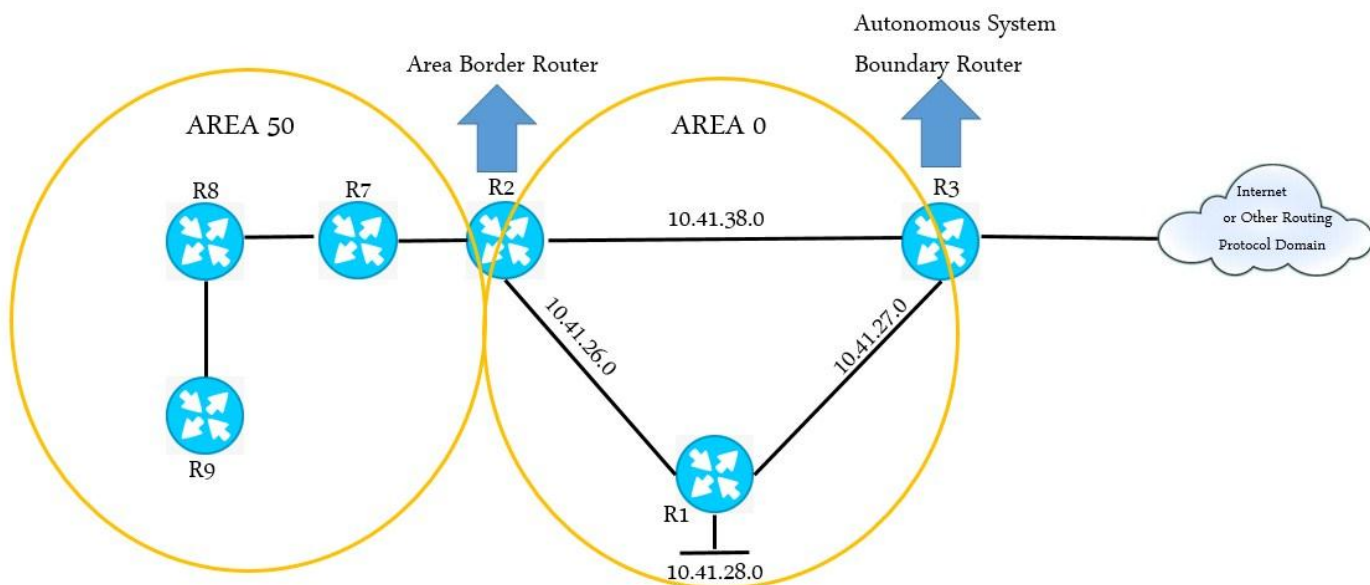 Autonomous System
Boundary Router
Area Border Router
AREA 50
AREA 0
R8
R7
R2
R3
10.41.38.0
Internet
or Other Routing
Protocol Domain
10.41.26.0
10.41.27.0
R9
R1
10.41.28.0